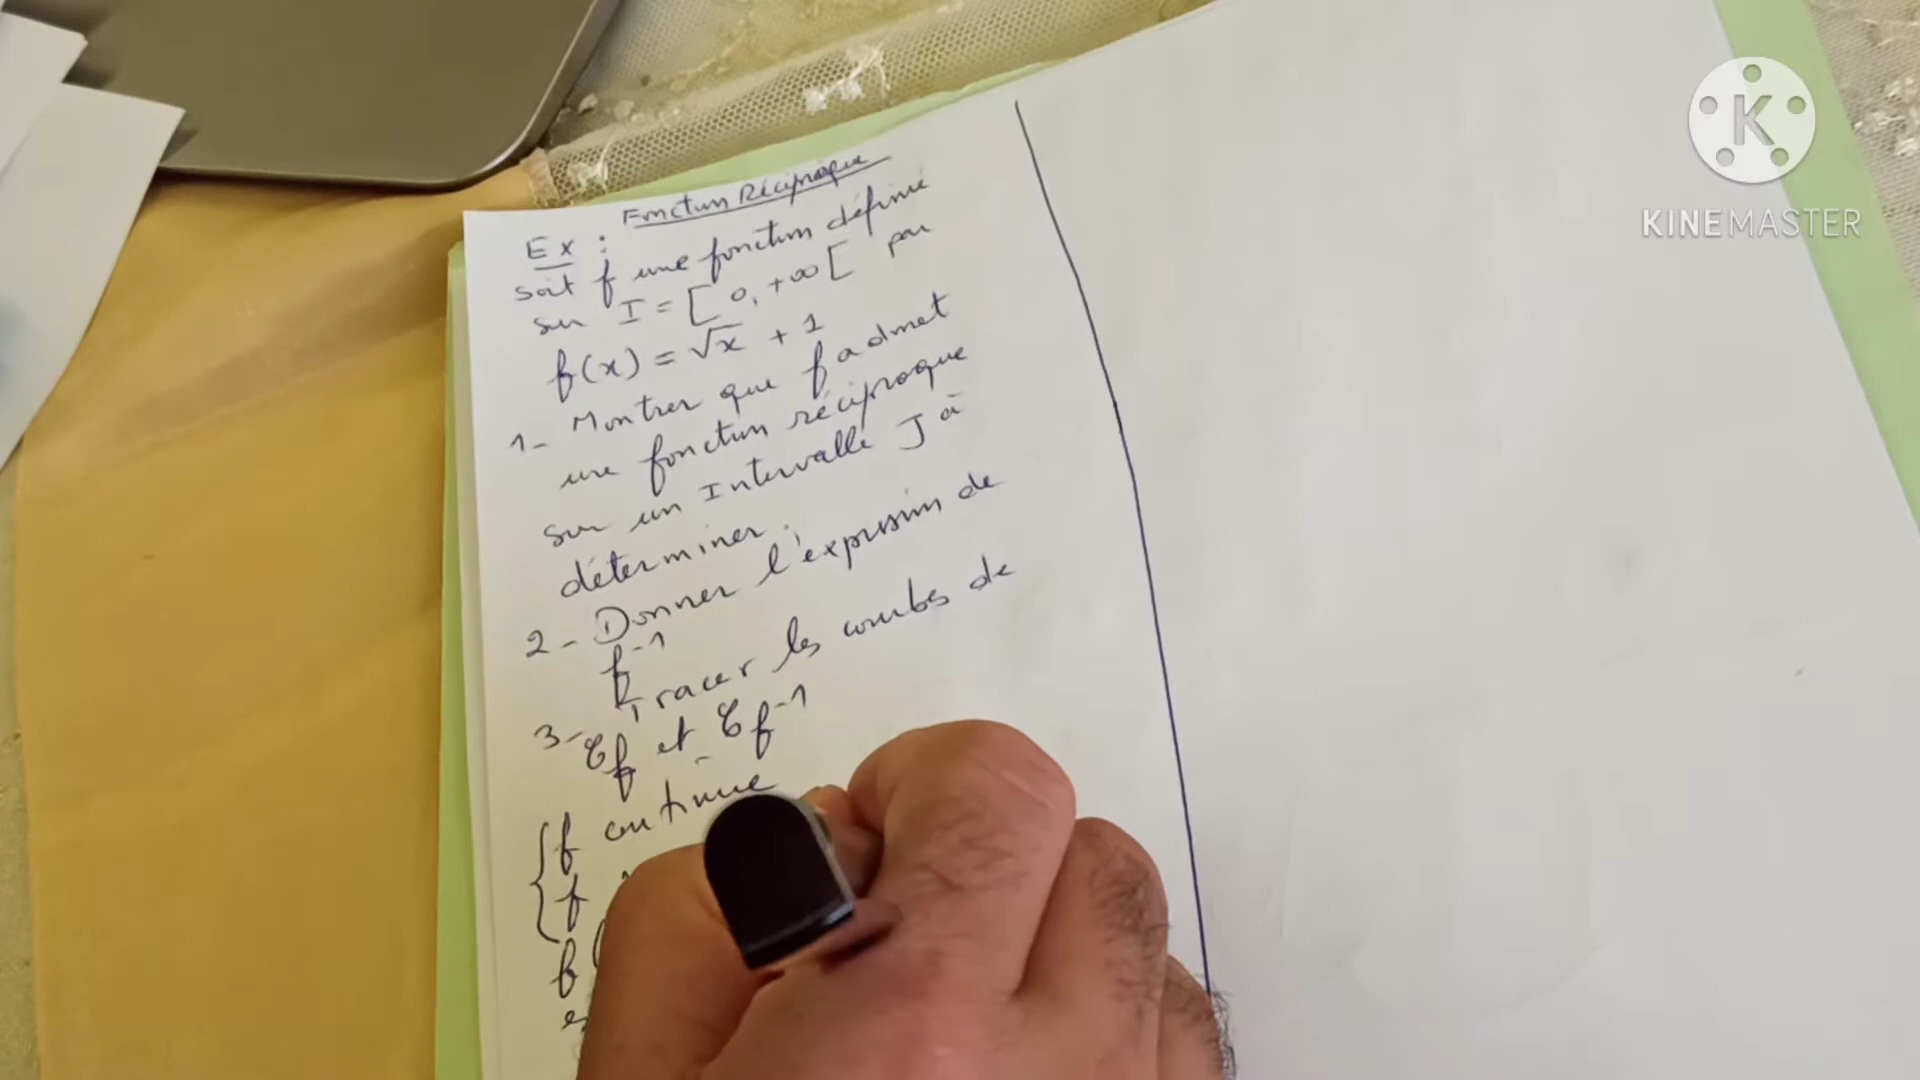 Fonction Réciproque
Ex :
soit f une fonction définie
sur I = [0, +∞[ par
f(x) = √x + 1
1- Montrer que f admet
une fonction réciproque
sur un Intervalle J à
déterminer.
2- Donner l'expression de
f⁻¹
3- Tracer les courbes de
Cf et Cf⁻¹
f continue
f
f(
KINEMASTER